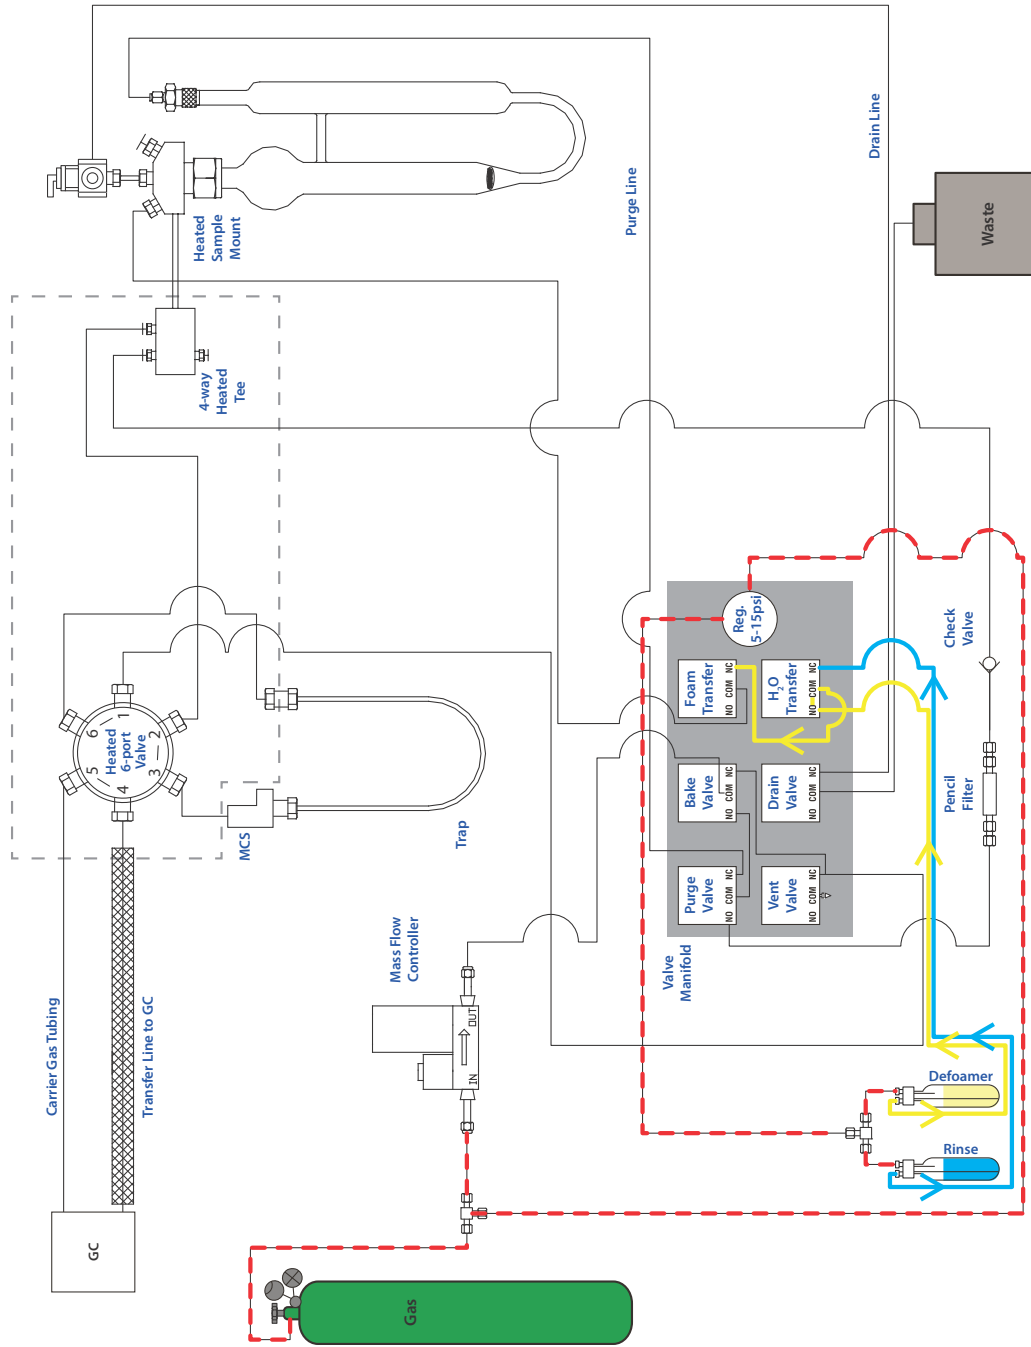 Drain Line
Purge Line
Heated
Sample
Mount
Waste
4-way
Heated
Tee
6
1
5
Heated
6-port
Valve
2
4
3
MCS
Trap
Carrier Gas Tubing
Transfer Line to GC
GC
Mass Flow
Controller
IN
OUT
Gas
Valve
Manifold
Reg.
5-15psi
Foam
Transfer
NO COM NC
H2O
Transfer
NO COM NC
Bake
Valve
NO COM NC
Drain
Valve
NO COM NC
Purge
Valve
NO COM NC
Vent
Valve
NO COM NC
Check
Valve
Pencil
Filter
Defoamer
Rinse